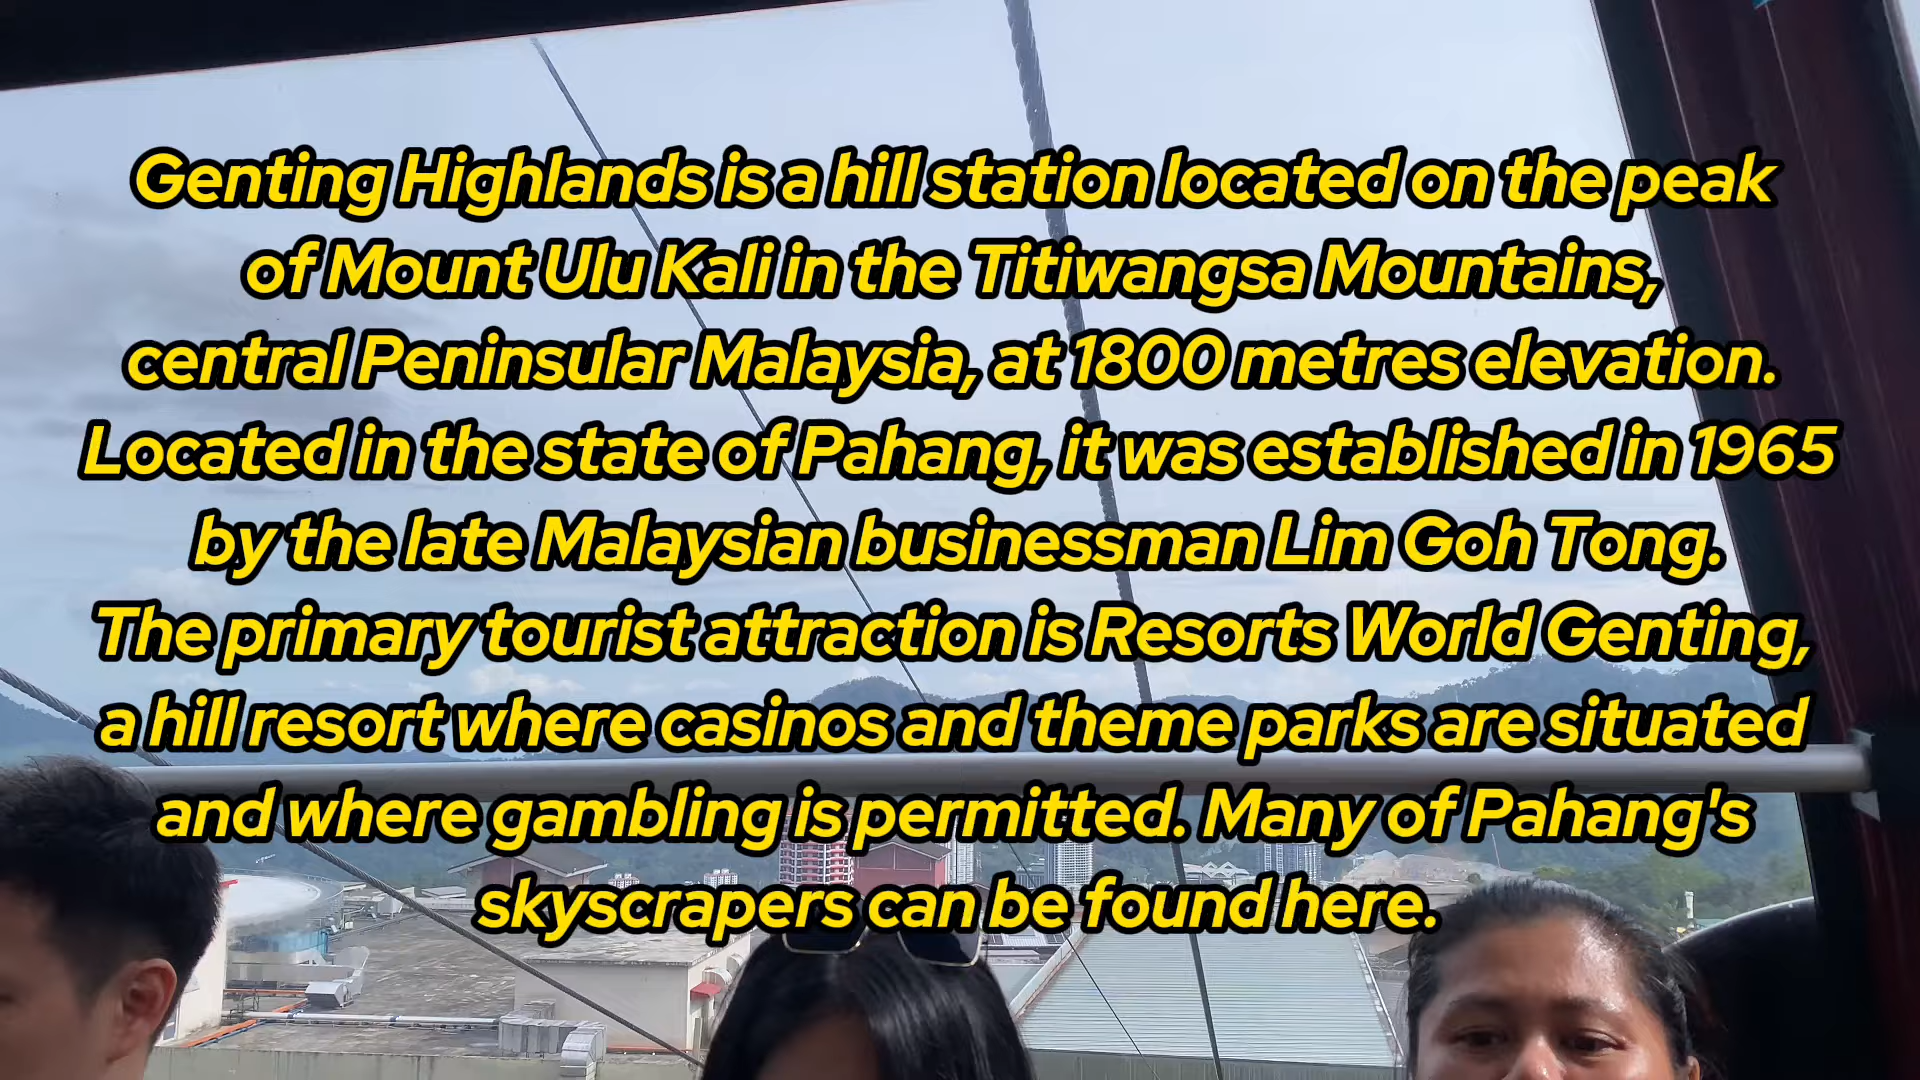 Genting Highlands is a hill station located on the peak
of Mount Ulu Kali in the Titiwangsa Mountains,
central Peninsular Malaysia, at 1800 metres elevation.
Located in the state of Pahang, it was established in 1965
by the late Malaysian businessman Lim Goh Tong.
The primary tourist attraction is Resorts World Genting,
a hill resort where casinos and theme parks are situated
and where gambling is permitted. Many of Pahang's
skyscrapers can be found here.